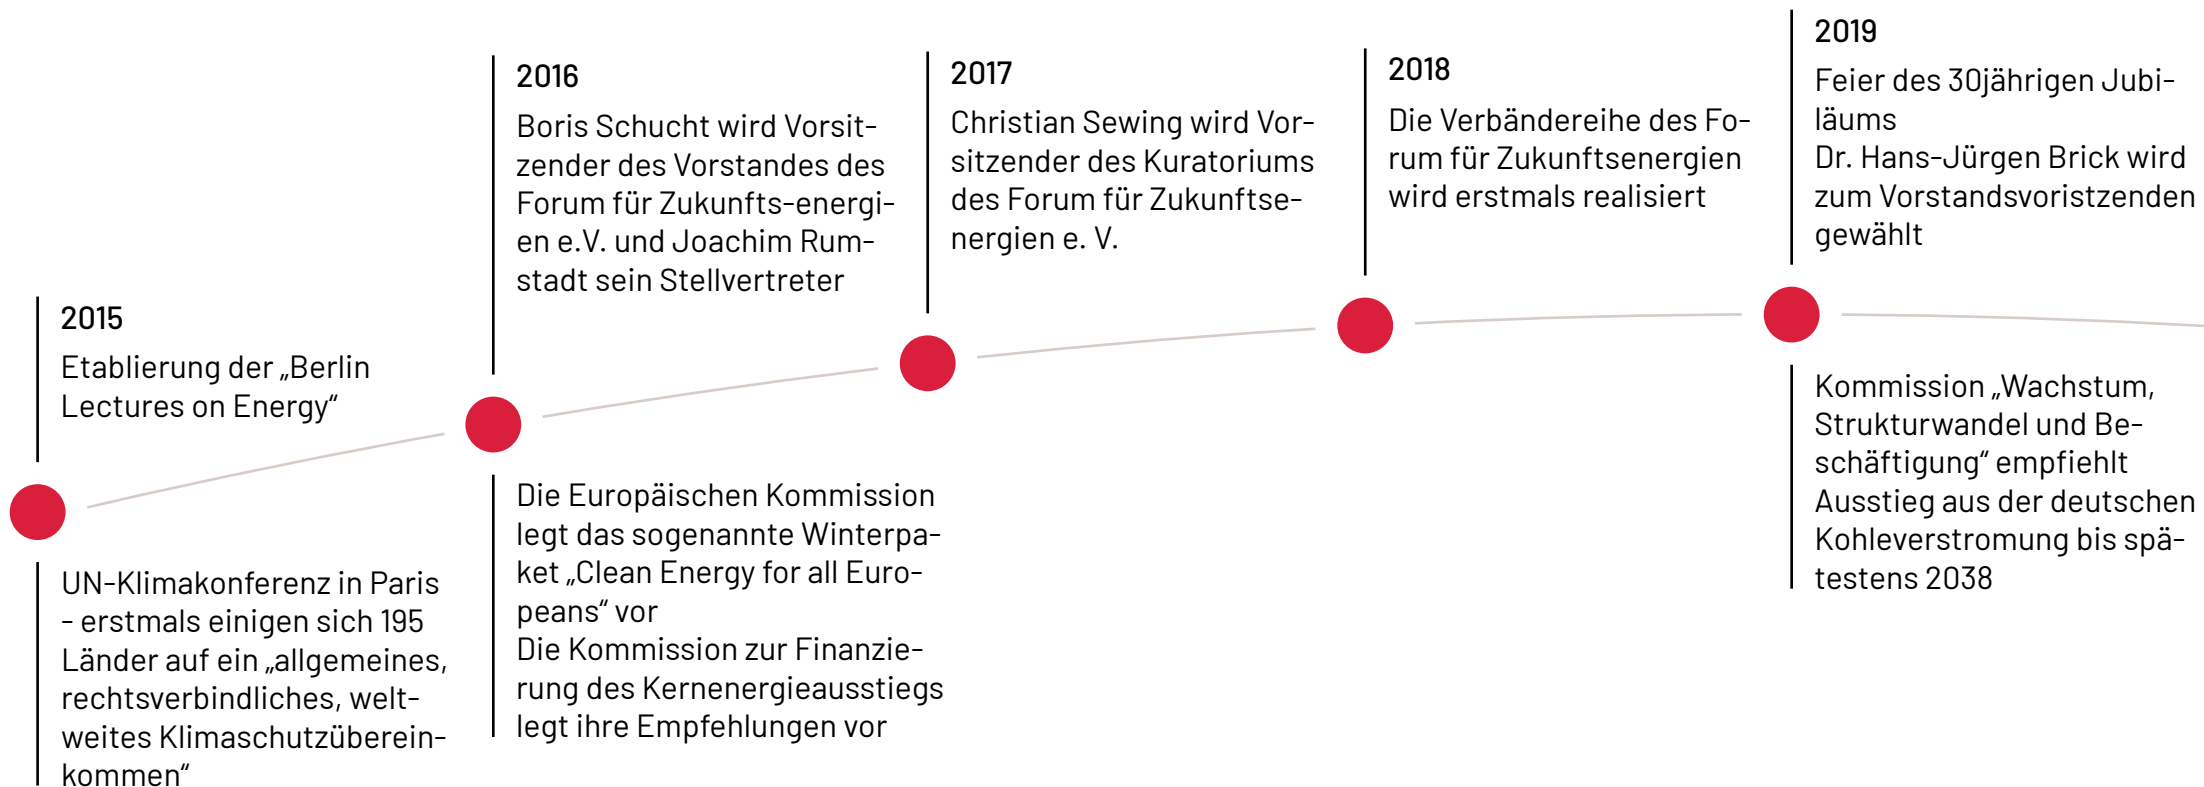 2015
Etablierung der „Berlin
Lectures on Energy“
UN-Klimakonferenz in Paris
- erstmals einigen sich 195
Länder auf ein „allgemeines,
rechtsverbindliches, welt-
weites Klimaschutzüberein-
kommen“
2016
Boris Schucht wird Vorsit-
zender des Vorstandes des
Forum für Zukunfts-energi-
en e.V. und Joachim Rum-
stadt sein Stellvertreter
Die Europäischen Kommission
legt das sogenannte Winterpa-
ket „Clean Energy for all Euro-
peans“ vor
Die Kommission zur Finanzie-
rung des Kernenergieausstiegs
legt ihre Empfehlungen vor
2017
Christian Sewing wird Vor-
sitzender des Kuratoriums
des Forum für Zukunftse-
nergien e. V.
2018
Die Verbändereihe des Fo-
rum für Zukunftsenergien
wird erstmals realisiert
2019
Feier des 30jährigen Jubi-
läums
Dr. Hans-Jürgen Brick wird
zum Vorstandsvoristzenden
gewählt
Kommission „Wachstum,
Strukturwandel und Be-
schäftigung“ empfiehlt
Ausstieg aus der deutschen
Kohleverstromung bis spä-
testens 2038